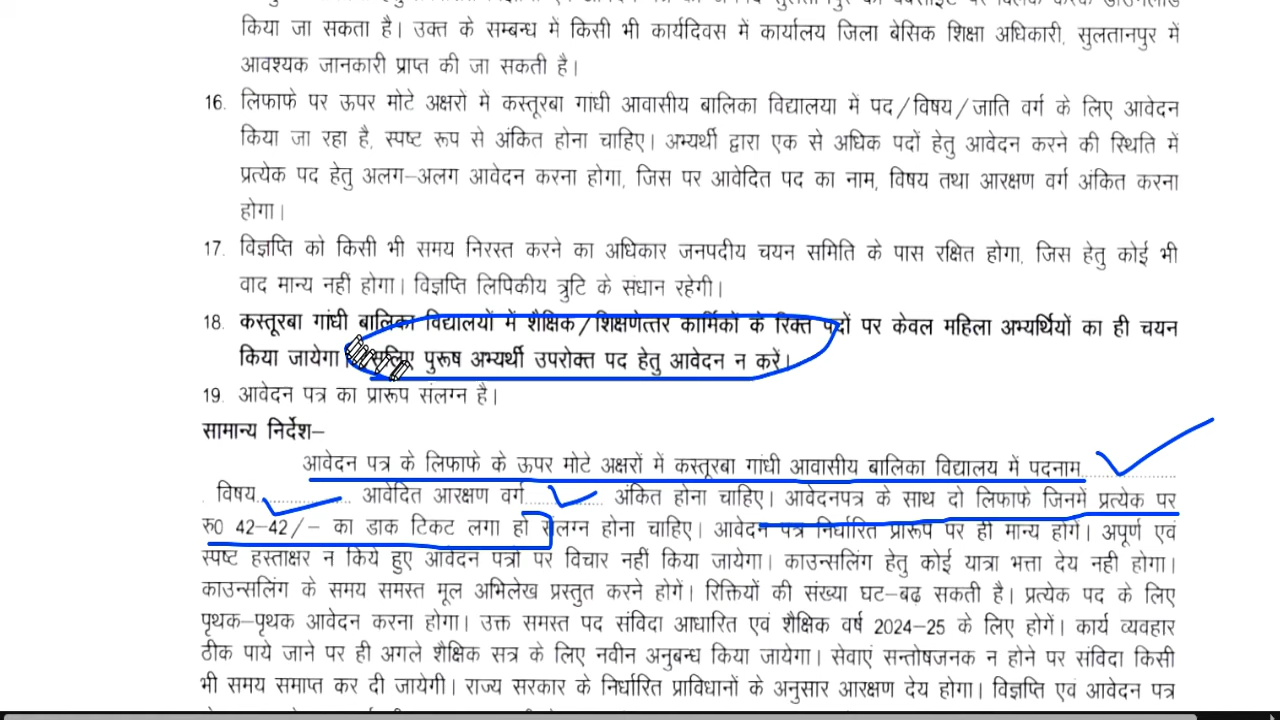 किया जा सकता है। उक्त के सम्बन्ध में किसी भी कार्यदिवस में कार्यालय जिला बेसिक शिक्षा अधिकारी, सुलतानपुर में
आवश्यक जानकारी प्राप्त की जा सकती है।
16. लिफाफे पर ऊपर मोटे अक्षरो मे कस्तूरबा गांधी आवासीय बालिका विद्यालया में पद/विषय/जाति वर्ग के लिए आवेदन
किया जा रहा है, स्पष्ट रूप से अंकित होना चाहिए। अभ्यर्थी द्वारा एक से अधिक पदों हेतु आवेदन करने की स्थिति में
प्रत्येक पद हेतु अलग–अलग आवेदन करना होगा, जिस पर आवेदित पद का नाम, विषय तथा आरक्षण वर्ग अंकित करना
होगा।
17. विज्ञप्ति को किसी भी समय निरस्त करने का अधिकार जनपदीय चयन समिति के पास रक्षित होगा, जिस हेतु कोई भी
वाद मान्य नहीं होगा। विज्ञप्ति लिपिकीय त्रुटि के संधान रहेगी।
18. कस्तूरबा गांधी बालिका विद्यालयों में शैक्षिक/शिक्षणेत्तर कार्मिकों के रिक्त पदों पर केवल महिला अभ्यर्थियों का ही चयन
किया जायेगा पुरूष अभ्यर्थी उपरोक्त पद हेतु आवेदन न करें।
19. आवेदन पत्र का प्रारूप संलग्न है।
सामान्य निर्देश–
आवेदन पत्र के लिफाफे के ऊपर मोटे अक्षरों में कस्तूरबा गांधी आवासीय बालिका विद्यालय में पदनाम..............
. विषय.............. आवेदित आरक्षण वर्ग.............. अंकित होना चाहिए। आवेदनपत्र के साथ दो लिफाफे जिनमें प्रत्येक पर
रु0 42–42/– का डाक टिकट लगा हो संलग्न होना चाहिए। आवेदन पत्र निर्धारित प्रारूप पर ही मान्य होगें। अपूर्ण एवं
स्पष्ट हस्ताक्षर न किये हुए आवेदन पत्रों पर विचार नहीं किया जायेगा। काउन्सलिंग हेतु कोई यात्रा भत्ता देय नही होगा।
काउन्सलिंग के समय समस्त मूल अभिलेख प्रस्तुत करने होगें। रिक्तियों की संख्या घट–बढ़ सकती है। प्रत्येक पद के लिए
पृथक–पृथक आवेदन करना होगा। उक्त समस्त पद संविदा आधारित एवं शैक्षिक वर्ष 2024–25 के लिए होगें। कार्य व्यवहार
ठीक पाये जाने पर ही अगले शैक्षिक सत्र के लिए नवीन अनुबन्ध किया जायेगा। सेवाएं सन्तोषजनक न होने पर संविदा किसी
भी समय समाप्त कर दी जायेगी। राज्य सरकार के निर्धारित प्राविधानों के अनुसार आरक्षण देय होगा। विज्ञप्ति एवं आवेदन पत्र